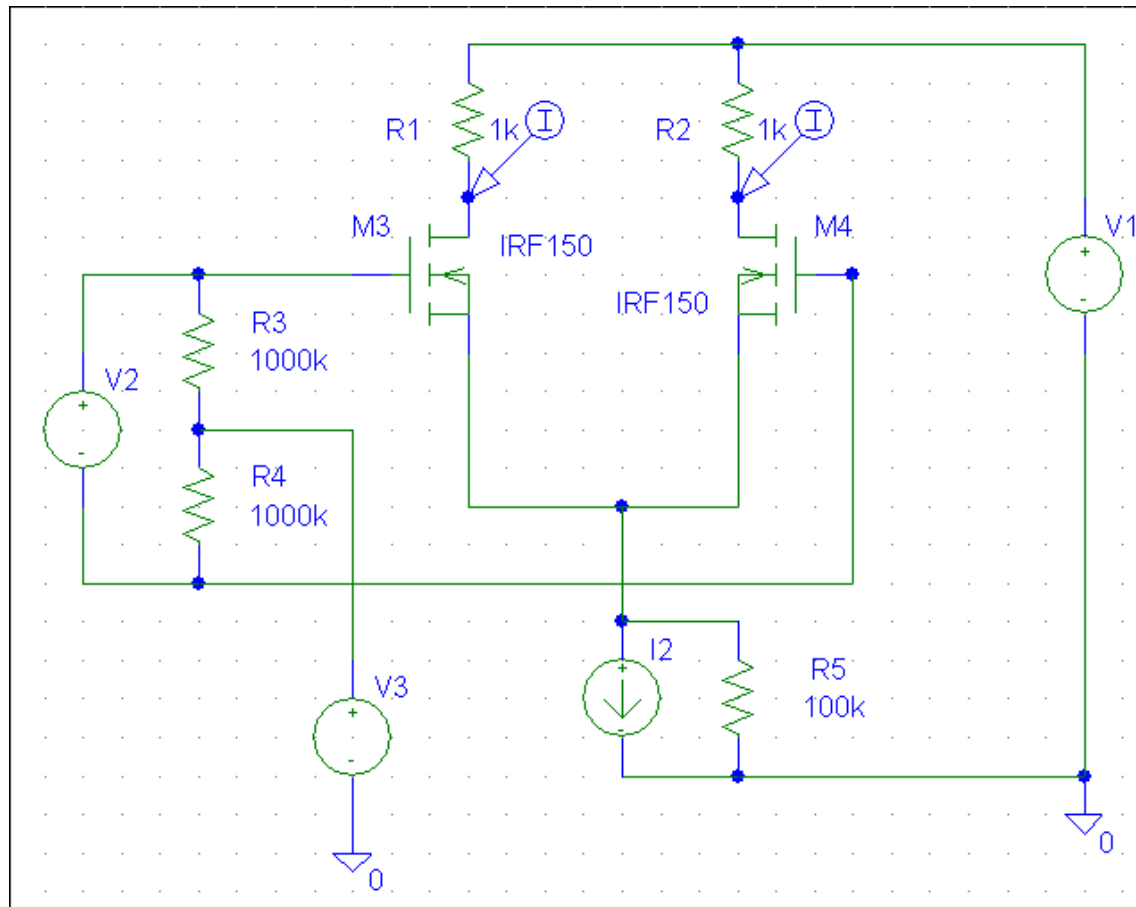 R1
1k
I
R2
1k
I
M3
IRF150
M4
IRF150
V1
+
-
R3
1000k
V2
+
-
R4
1000k
I2
+
-
R5
100k
V3
+
-
0
0